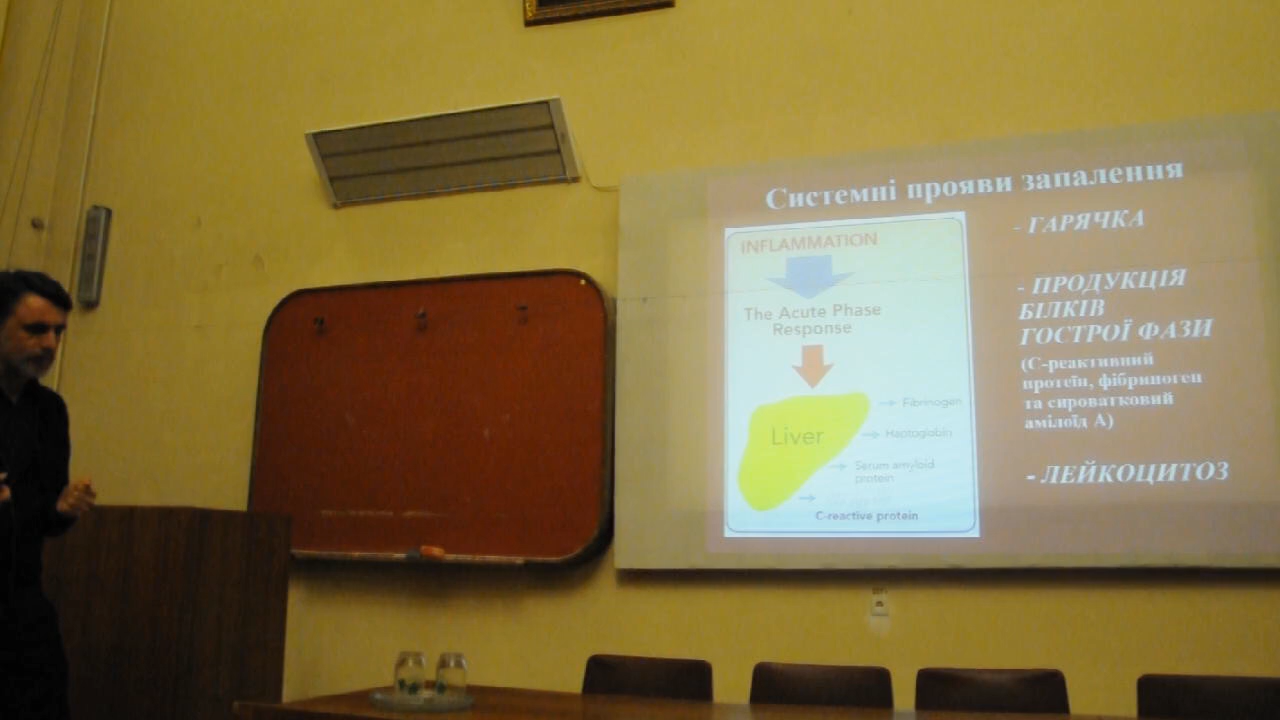 Системні прояви запалення
INFLAMMATION
The Acute Phase
Response
Liver
Fibrinogen
Haptoglobin
Serum amyloid
protein
C-reactive protein
- ГАРЯЧКА
- ПРОДУКЦІЯ
БІЛКІВ
ГОСТРОЇ ФАЗИ
(С-реактивний
протеїн, фібриноген
та сироватковий
амілоїд А)
- ЛЕЙКОЦИТОЗ